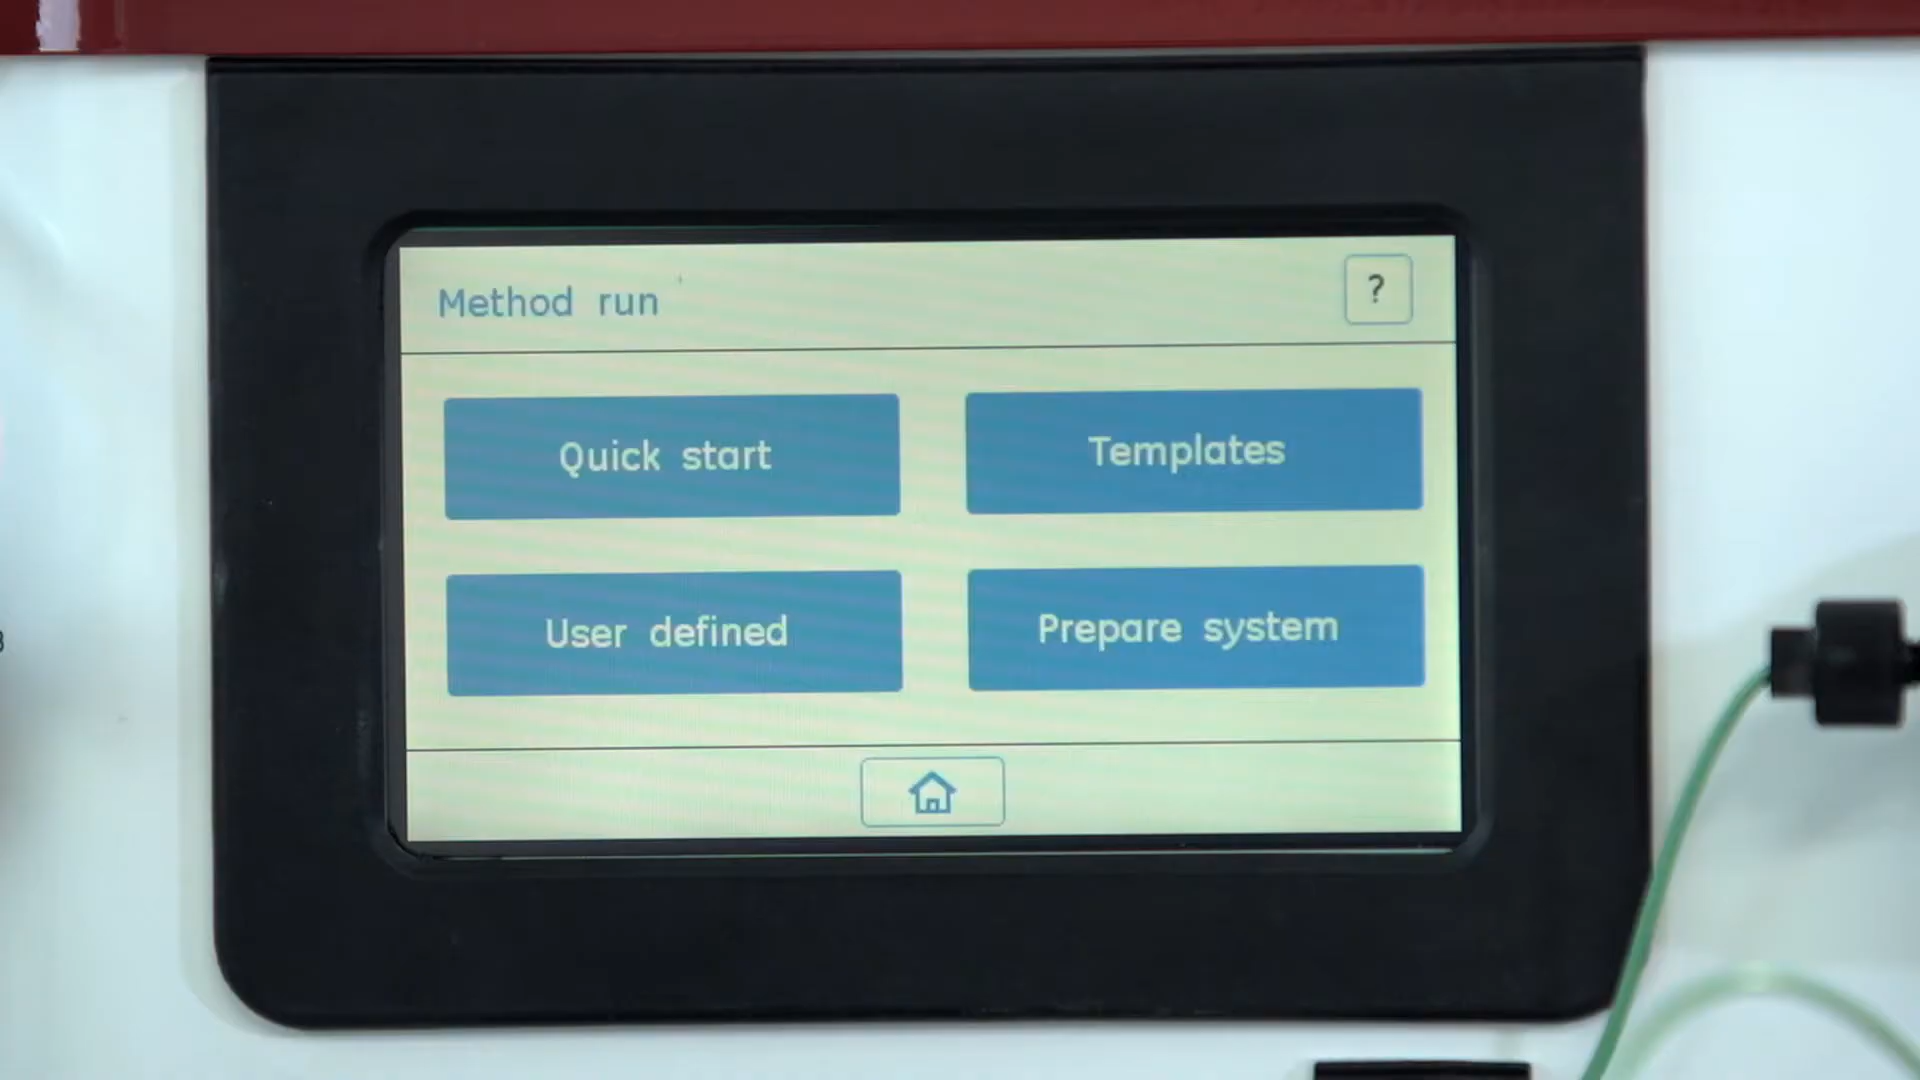 Method run
?
Quick start
Templates
User defined
Prepare system